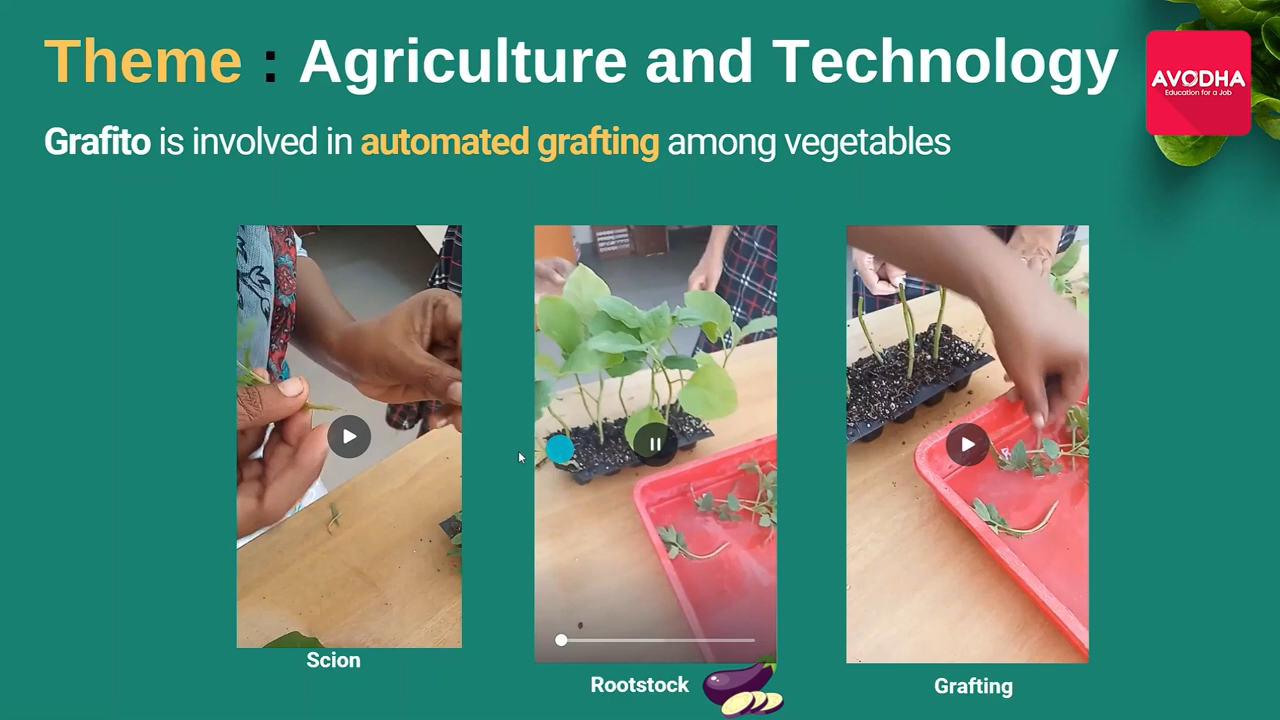 Theme : Agriculture and Technology
AVODHA
Education for a Job
Grafito is involved in automated grafting among vegetables
Scion
Rootstock
Grafting